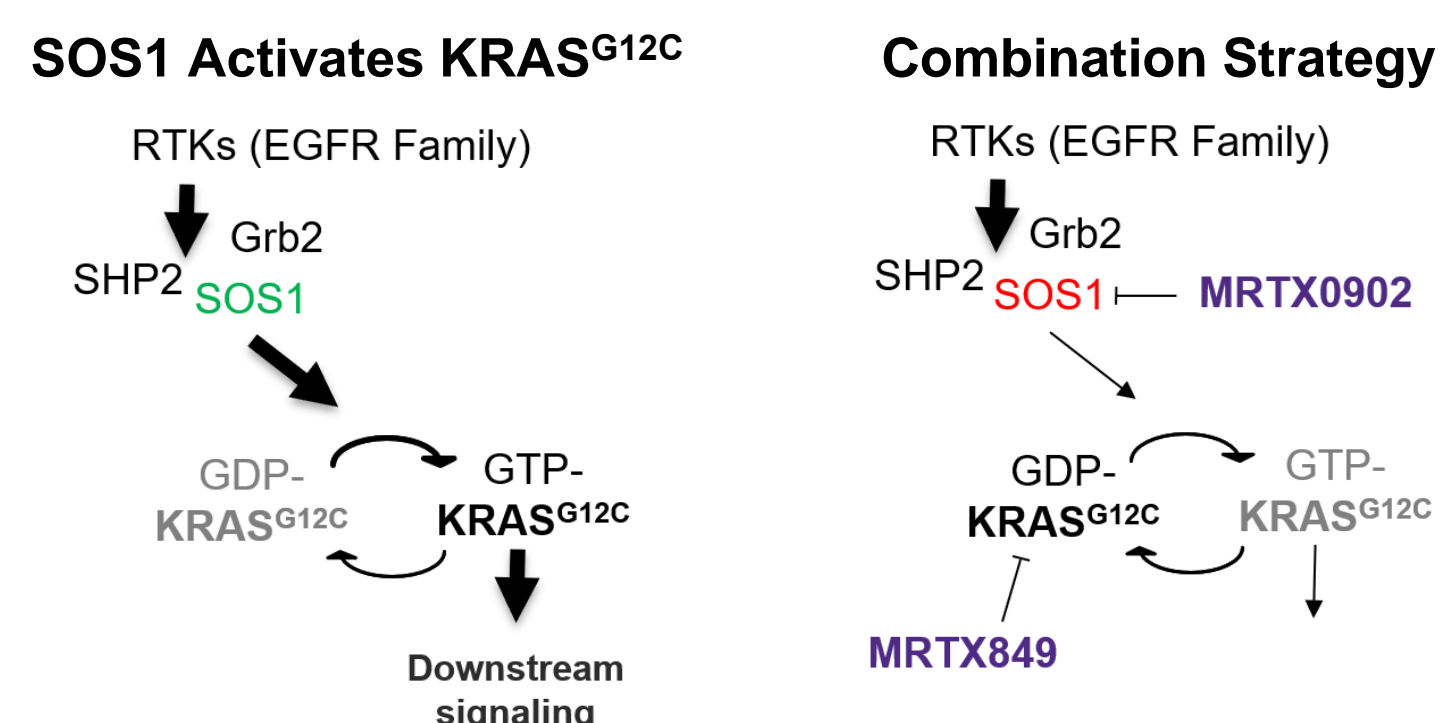 SOS1 Activates KRASG12C
RTKs (EGFR Family)
Grb2
SHP2
SOS1
GDP-
KRASG12C
GTP-
KRASG12C
Downstream
signaling
Combination Strategy
RTKs (EGFR Family)
Grb2
SHP2
SOS1
MRTX0902
GDP-
KRASG12C
GTP-
KRASG12C
MRTX849